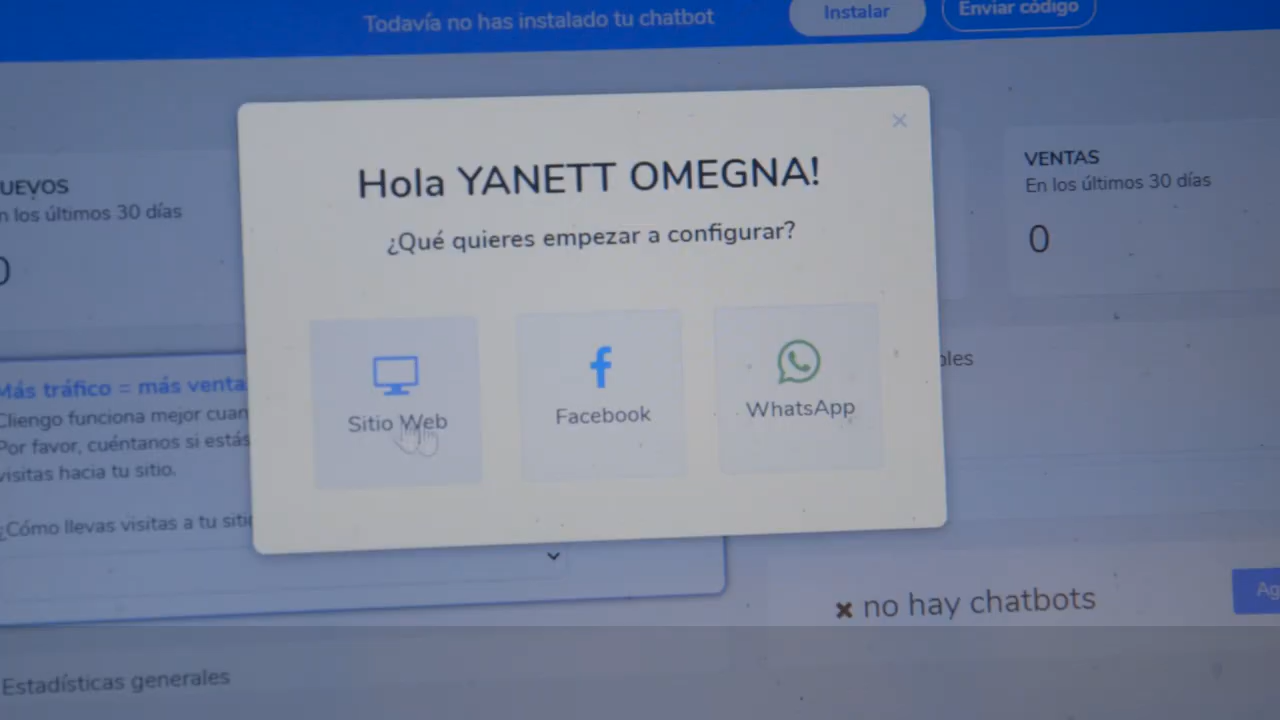 Todavía no has instalado tu chatbot
Instalar
Enviar código
Hola YANETT OMEGNA!
¿Qué quieres empezar a configurar?
Sitio Web
Facebook
WhatsApp
UEVOS
n los últimos 30 días
0
VENTAS
En los últimos 30 días
0
Más tráfico = más venta
Cliengo funciona mejor cuan
Por favor, cuéntanos si estás
visitas hacia tu sitio.
¿Cómo llevas visitas a tu siti
bles
no hay chatbots
Ag
Estadísticas generales